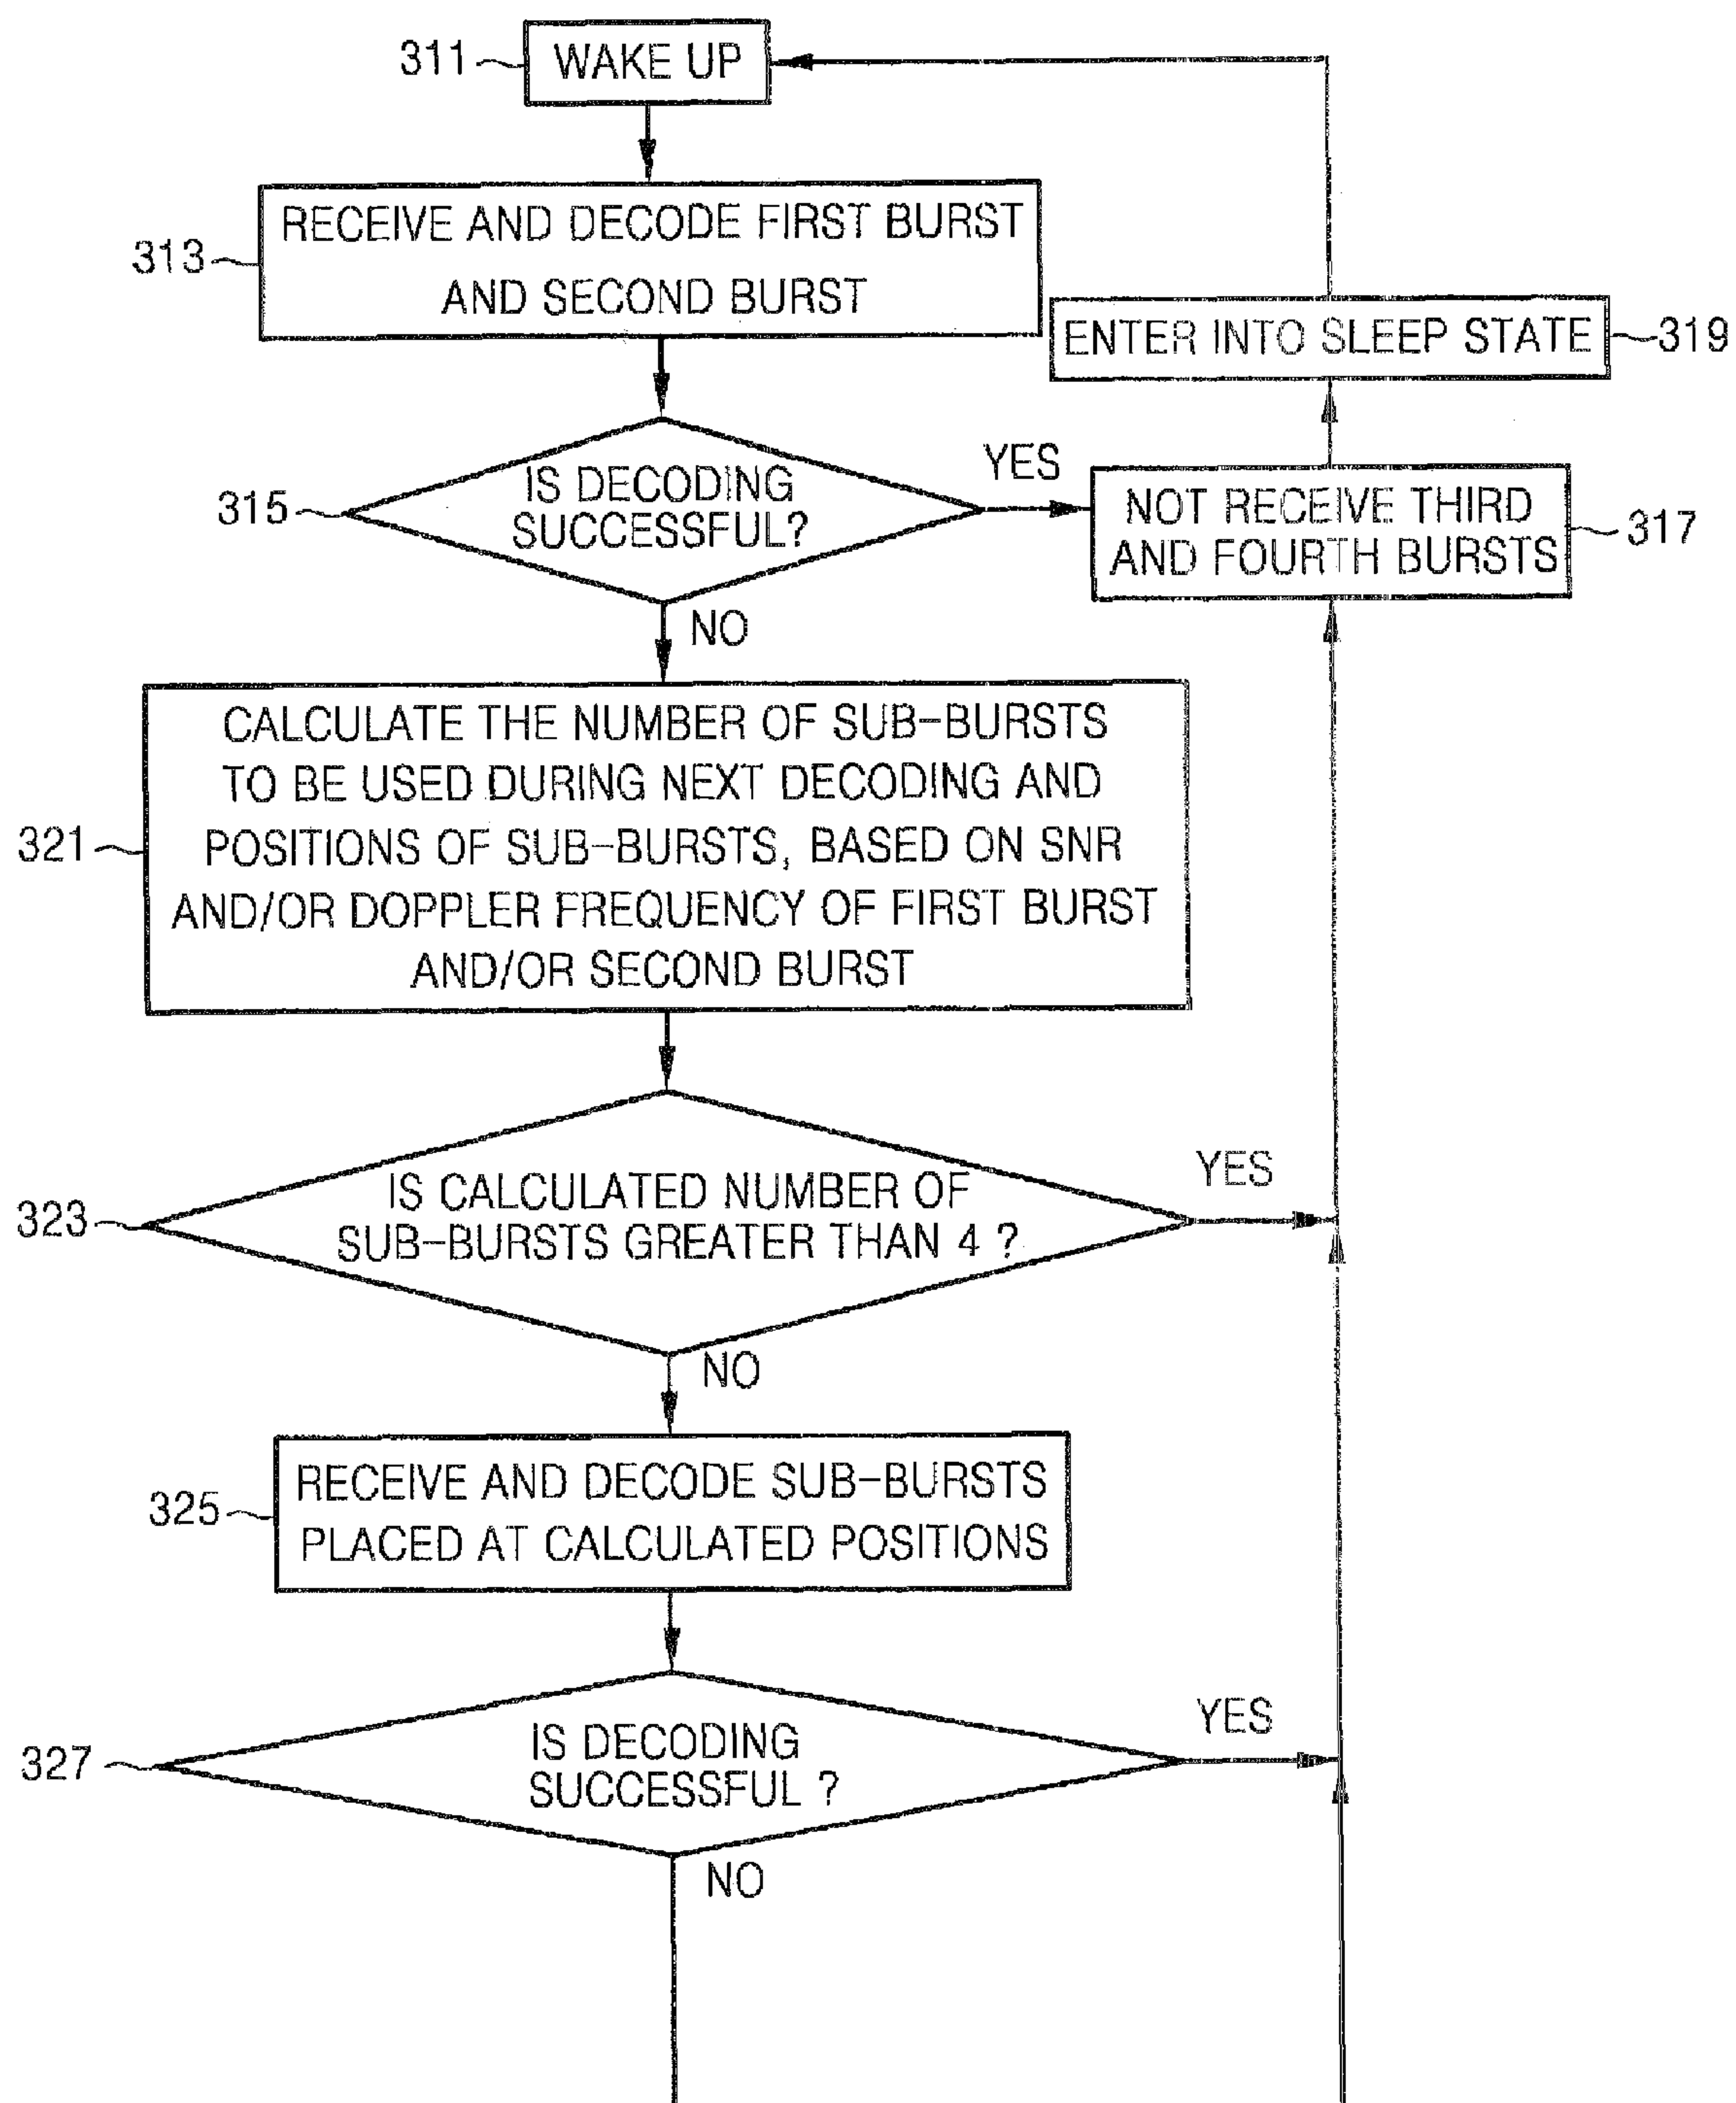 311
WAKE UP
313
RECEIVE AND DECODE FIRST BURST
AND SECOND BURST
ENTER INTO SLEEP STATE
319
315
IS DECODING
SUCCESSFUL?
YES
NOT RECEIVE THIRD
AND FOURTH BURSTS
317
NO
321
CALCULATE THE NUMBER OF SUB-BURSTS
TO BE USED DURING NEXT DECODING AND
POSITIONS OF SUB-BURSTS, BASED ON SNR
AND/OR DOPPLER FREQUENCY OF FIRST BURST
AND/OR SECOND BURST
323
IS CALCULATED NUMBER OF
SUB-BURSTS GREATER THAN 4 ?
YES
NO
325
RECEIVE AND DECODE SUB-BURSTS
PLACED AT CALCULATED POSITIONS
327
IS DECODING
SUCCESSFUL ?
YES
NO